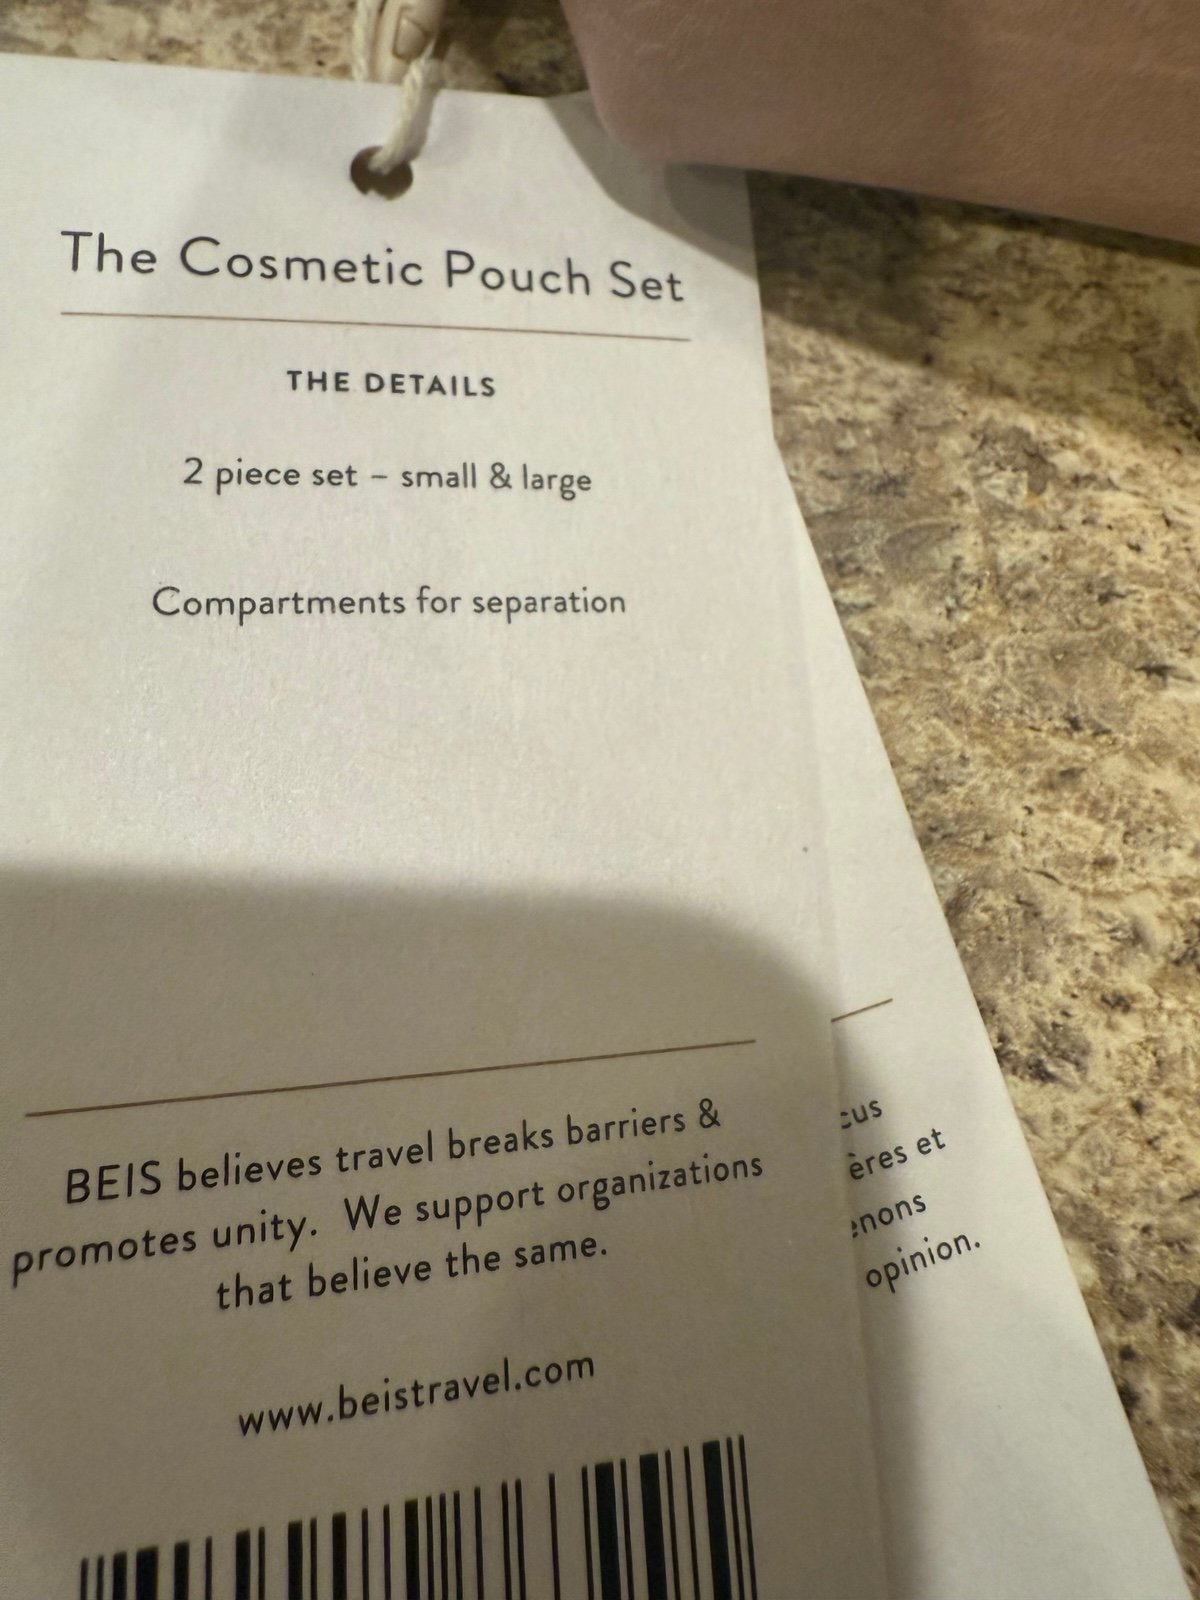 The Cosmetic Pouch Set
THE DETAILS
2 piece set – small & large
Compartments for separation
BEIS believes travel breaks barriers &
promotes unity. We support organizations
that believe the same.
www.beistravel.com
et
opinion.